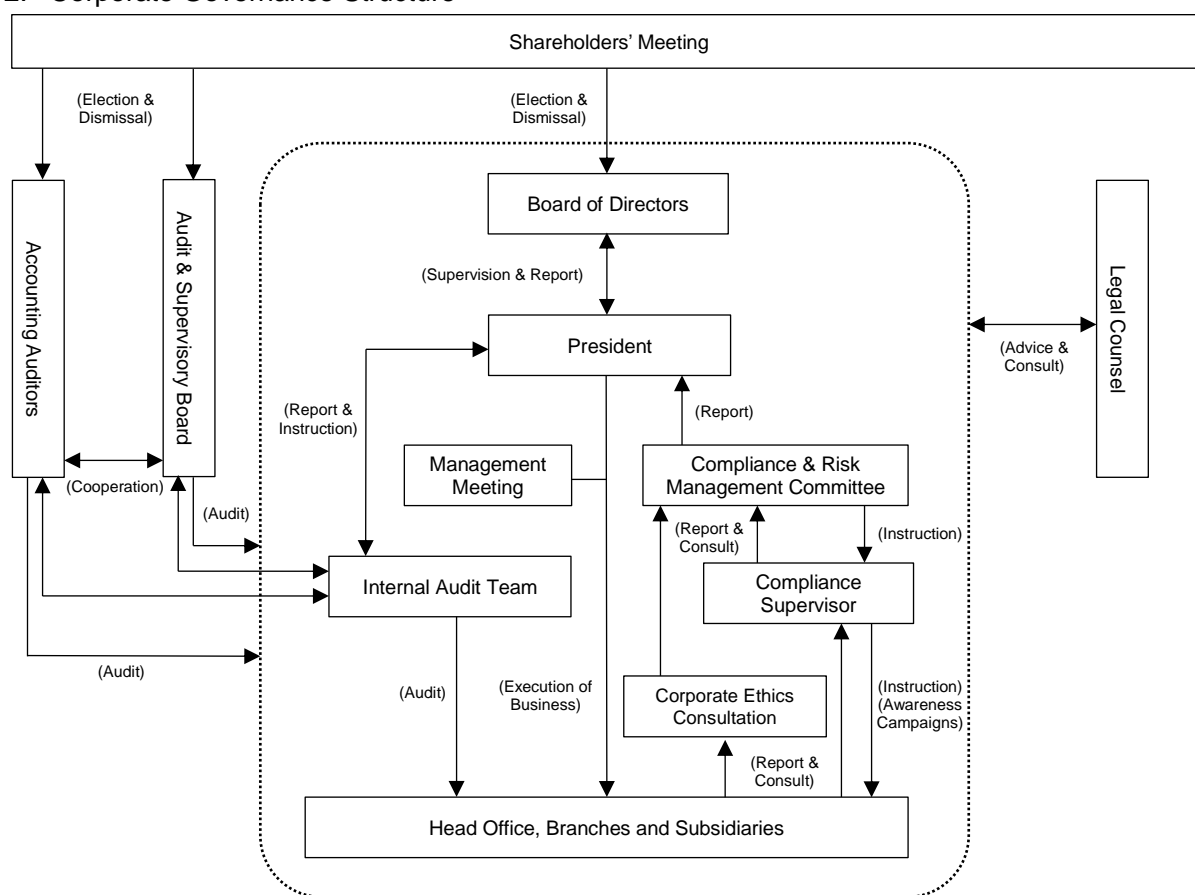 2. Corporate Governance Structure
Shareholders' Meeting
(Election &
Dismissal)
(Election &
Dismissal)
Accounting Auditors
Audit & Supervisory Board
Board of Directors
Legal Counsel
(Supervision & Report)
President
(Advice &
Consult)
(Report &
Instruction)
(Report)
Management
Meeting
Compliance & Risk
Management Committee
(Cooperation)
(Audit)
(Report &
Consult)
(Instruction)
Internal Audit Team
Compliance
Supervisor
(Audit)
(Audit)
(Execution of
Business)
Corporate Ethics
Consultation
(Instruction)
(Awareness
Campaigns)
(Report &
Consult)
Head Office, Branches and Subsidiaries